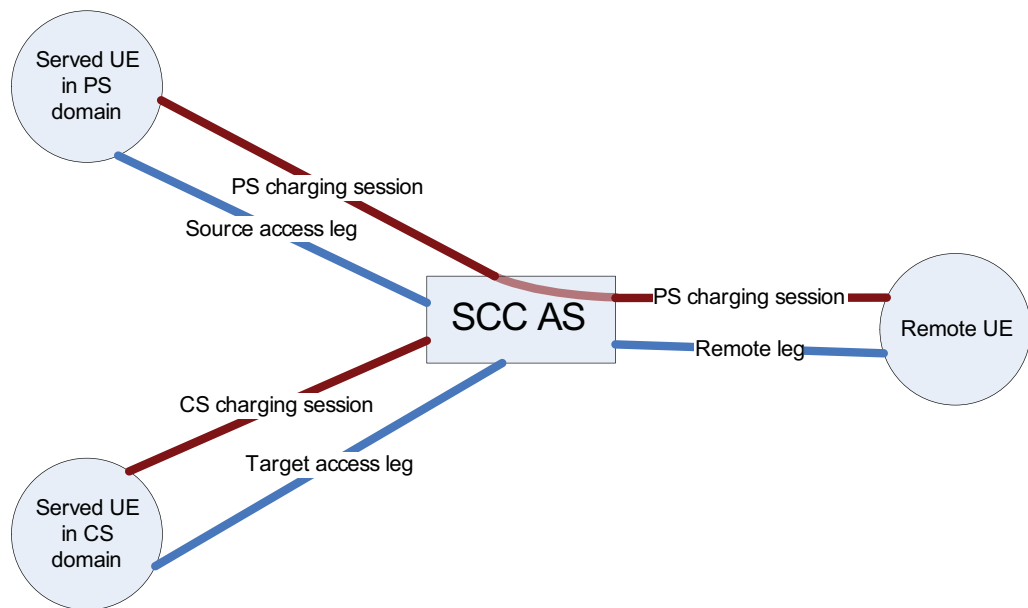 Served UE
in PS
domain
PS charging session
Source access leg
SCC AS
PS charging session
Remote leg
Remote UE
CS charging session
Target access leg
Served UE
in CS
domain